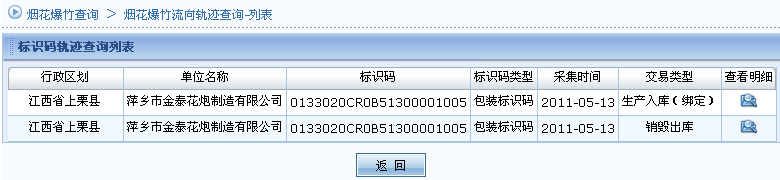 烟花爆竹查询 ＞ 烟花爆竹流向轨迹查询-列表
标识码轨迹查询列表
行政区划 单位名称 标识码 标识码类型 采集时间 交易类型 查看明细
江西省上栗县 萍乡市金泰花炮制造有限公司 0133020CR0B51300001005 包装标识码 2011-05-13 生产入库（绑定）
江西省上栗县 萍乡市金泰花炮制造有限公司 0133020CR0B51300001005 包装标识码 2011-05-13 销毁出库
返 回